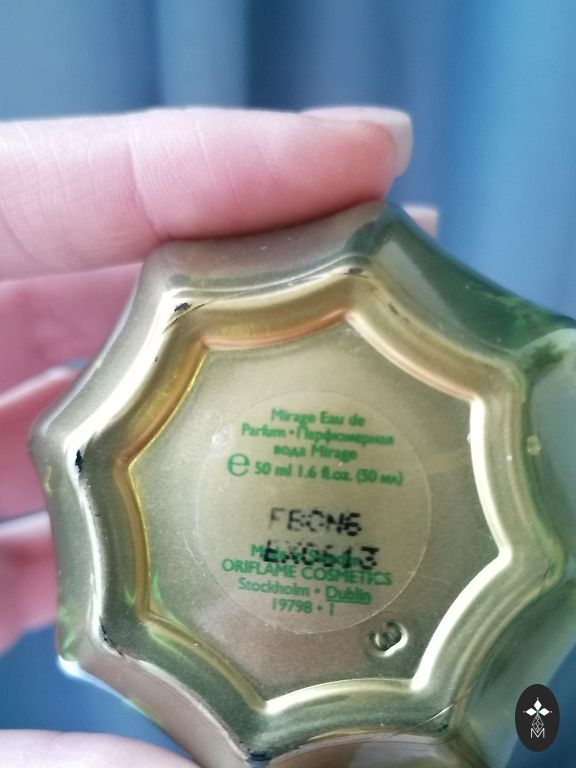 Mirage Eau de
Parfum • Парфюмерная
вода Mirage
e 50 ml 1.6 fl.oz. (50 мл)
ORIFLAME COSMETICS
Stockholm • Dublin
19798 • 1